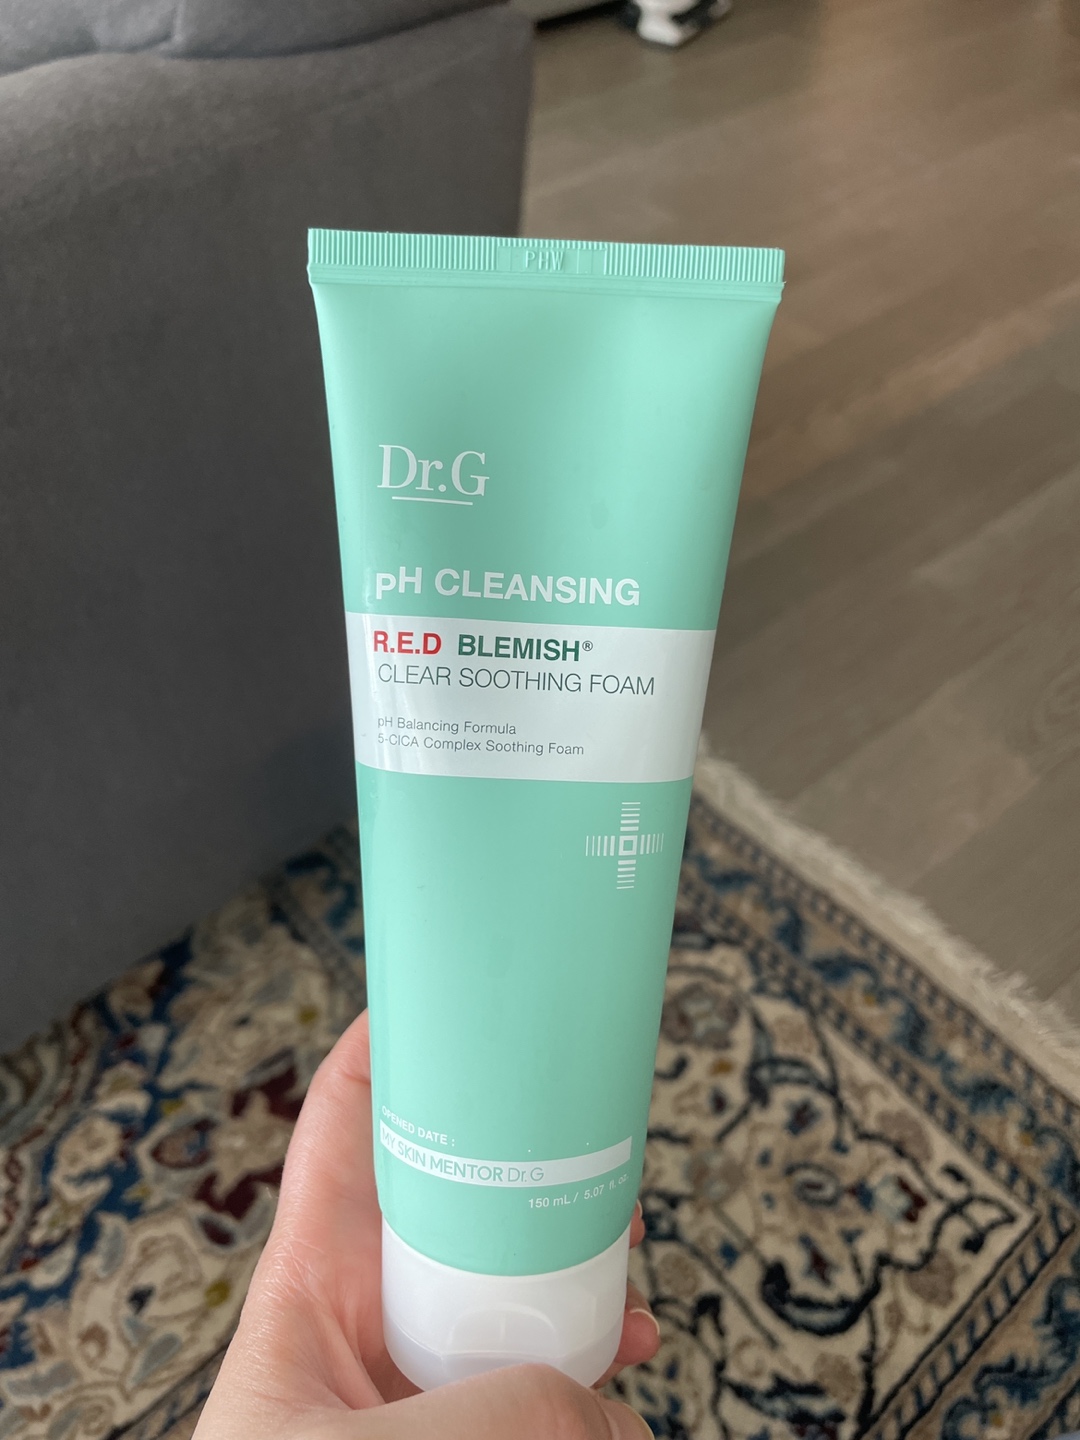 PHW
Dr.G
pH CLEANSING
R.E.D BLEMISH®
CLEAR SOOTHING FOAM
pH Balancing Formula
5-CICA Complex Soothing Foam
OPENED DATE :
MY SKIN MENTOR Dr.G
150 mL / 5.07 fl. oz.